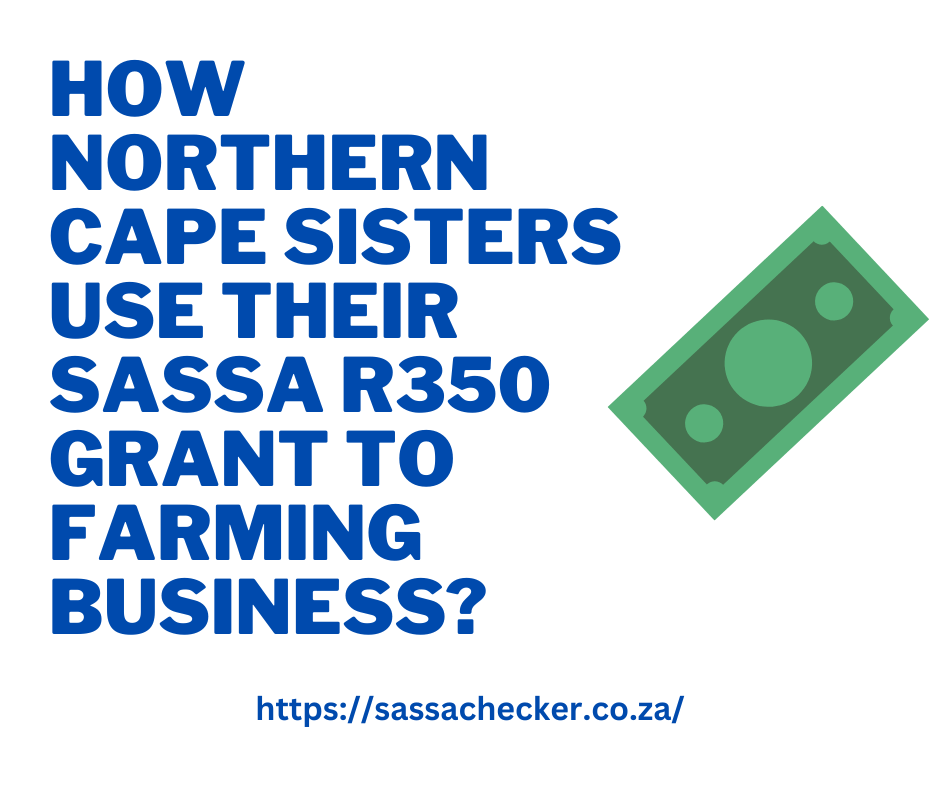 HOW
NORTHERN
CAPE SISTERS
USE THEIR
SASSA R350
GRANT TO
FARMING
BUSINESS?
https://sassachecker.co.za/